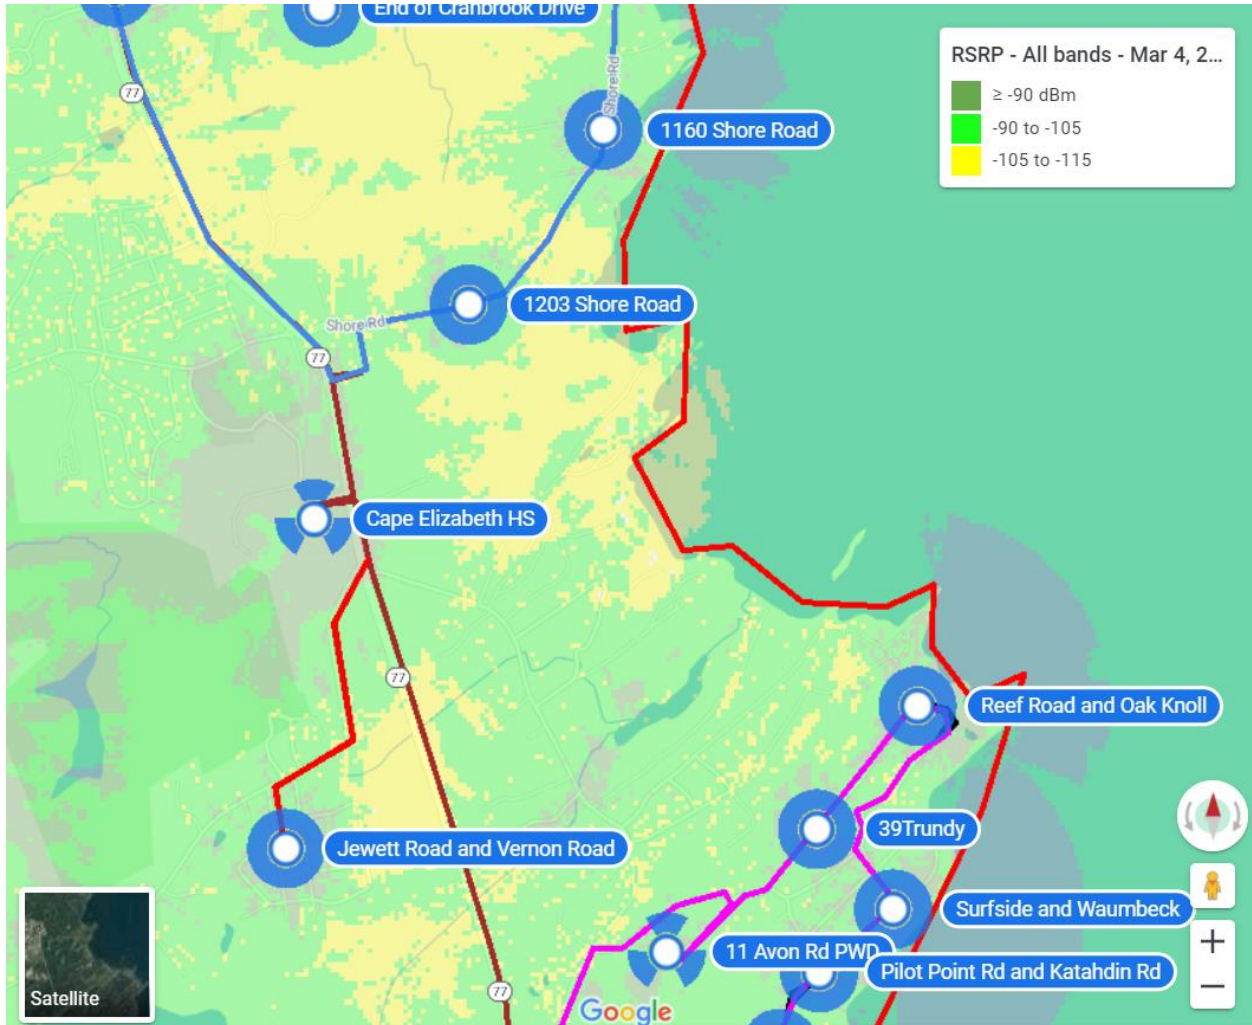 End of Cranbrook Drive
RSRP - All bands - Mar 4, 2...
≥ -90 dBm
-90 to -105
-105 to -115
77
Shore Rd
1160 Shore Road
1203 Shore Road
Shore Rd
77
Cape Elizabeth HS
77
Reef Road and Oak Knoll
39Trundy
Jewett Road and Vernon Road
Surfside and Waumbeck
11 Avon Rd PWD
Pilot Point Rd and Katahdin Rd
77
Satellite
Google